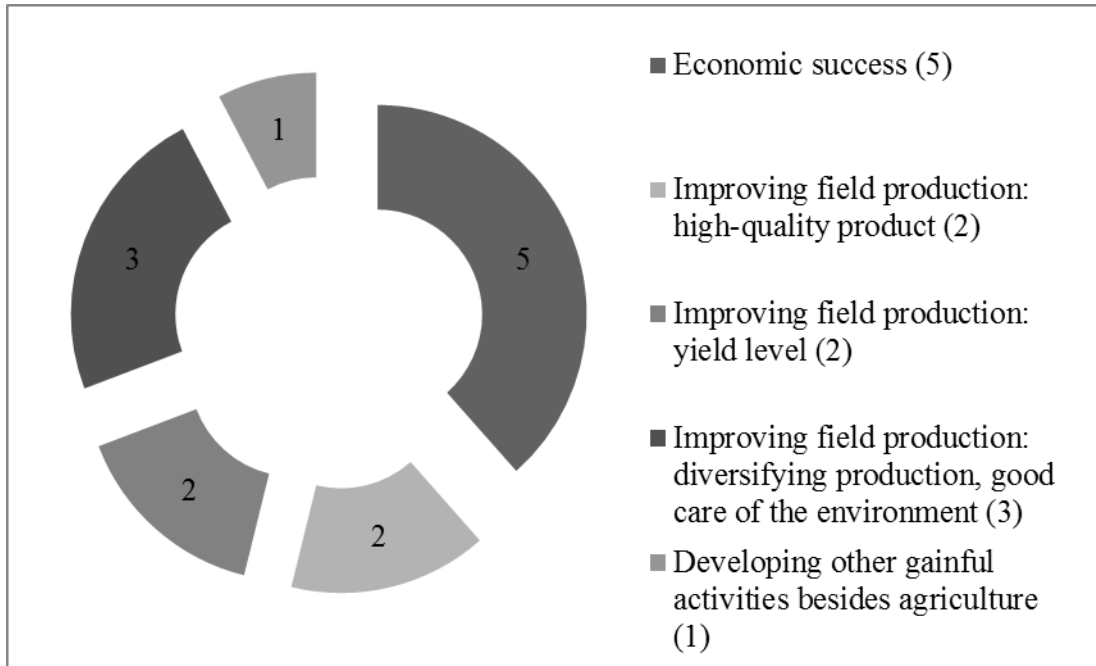 1
3
5
2
2
Economic success (5)
Improving field production:
high-quality product (2)
Improving field production:
yield level (2)
Improving field production:
diversifying production, good
care of the environment (3)
Developing other gainful
activities besides agriculture
(1)